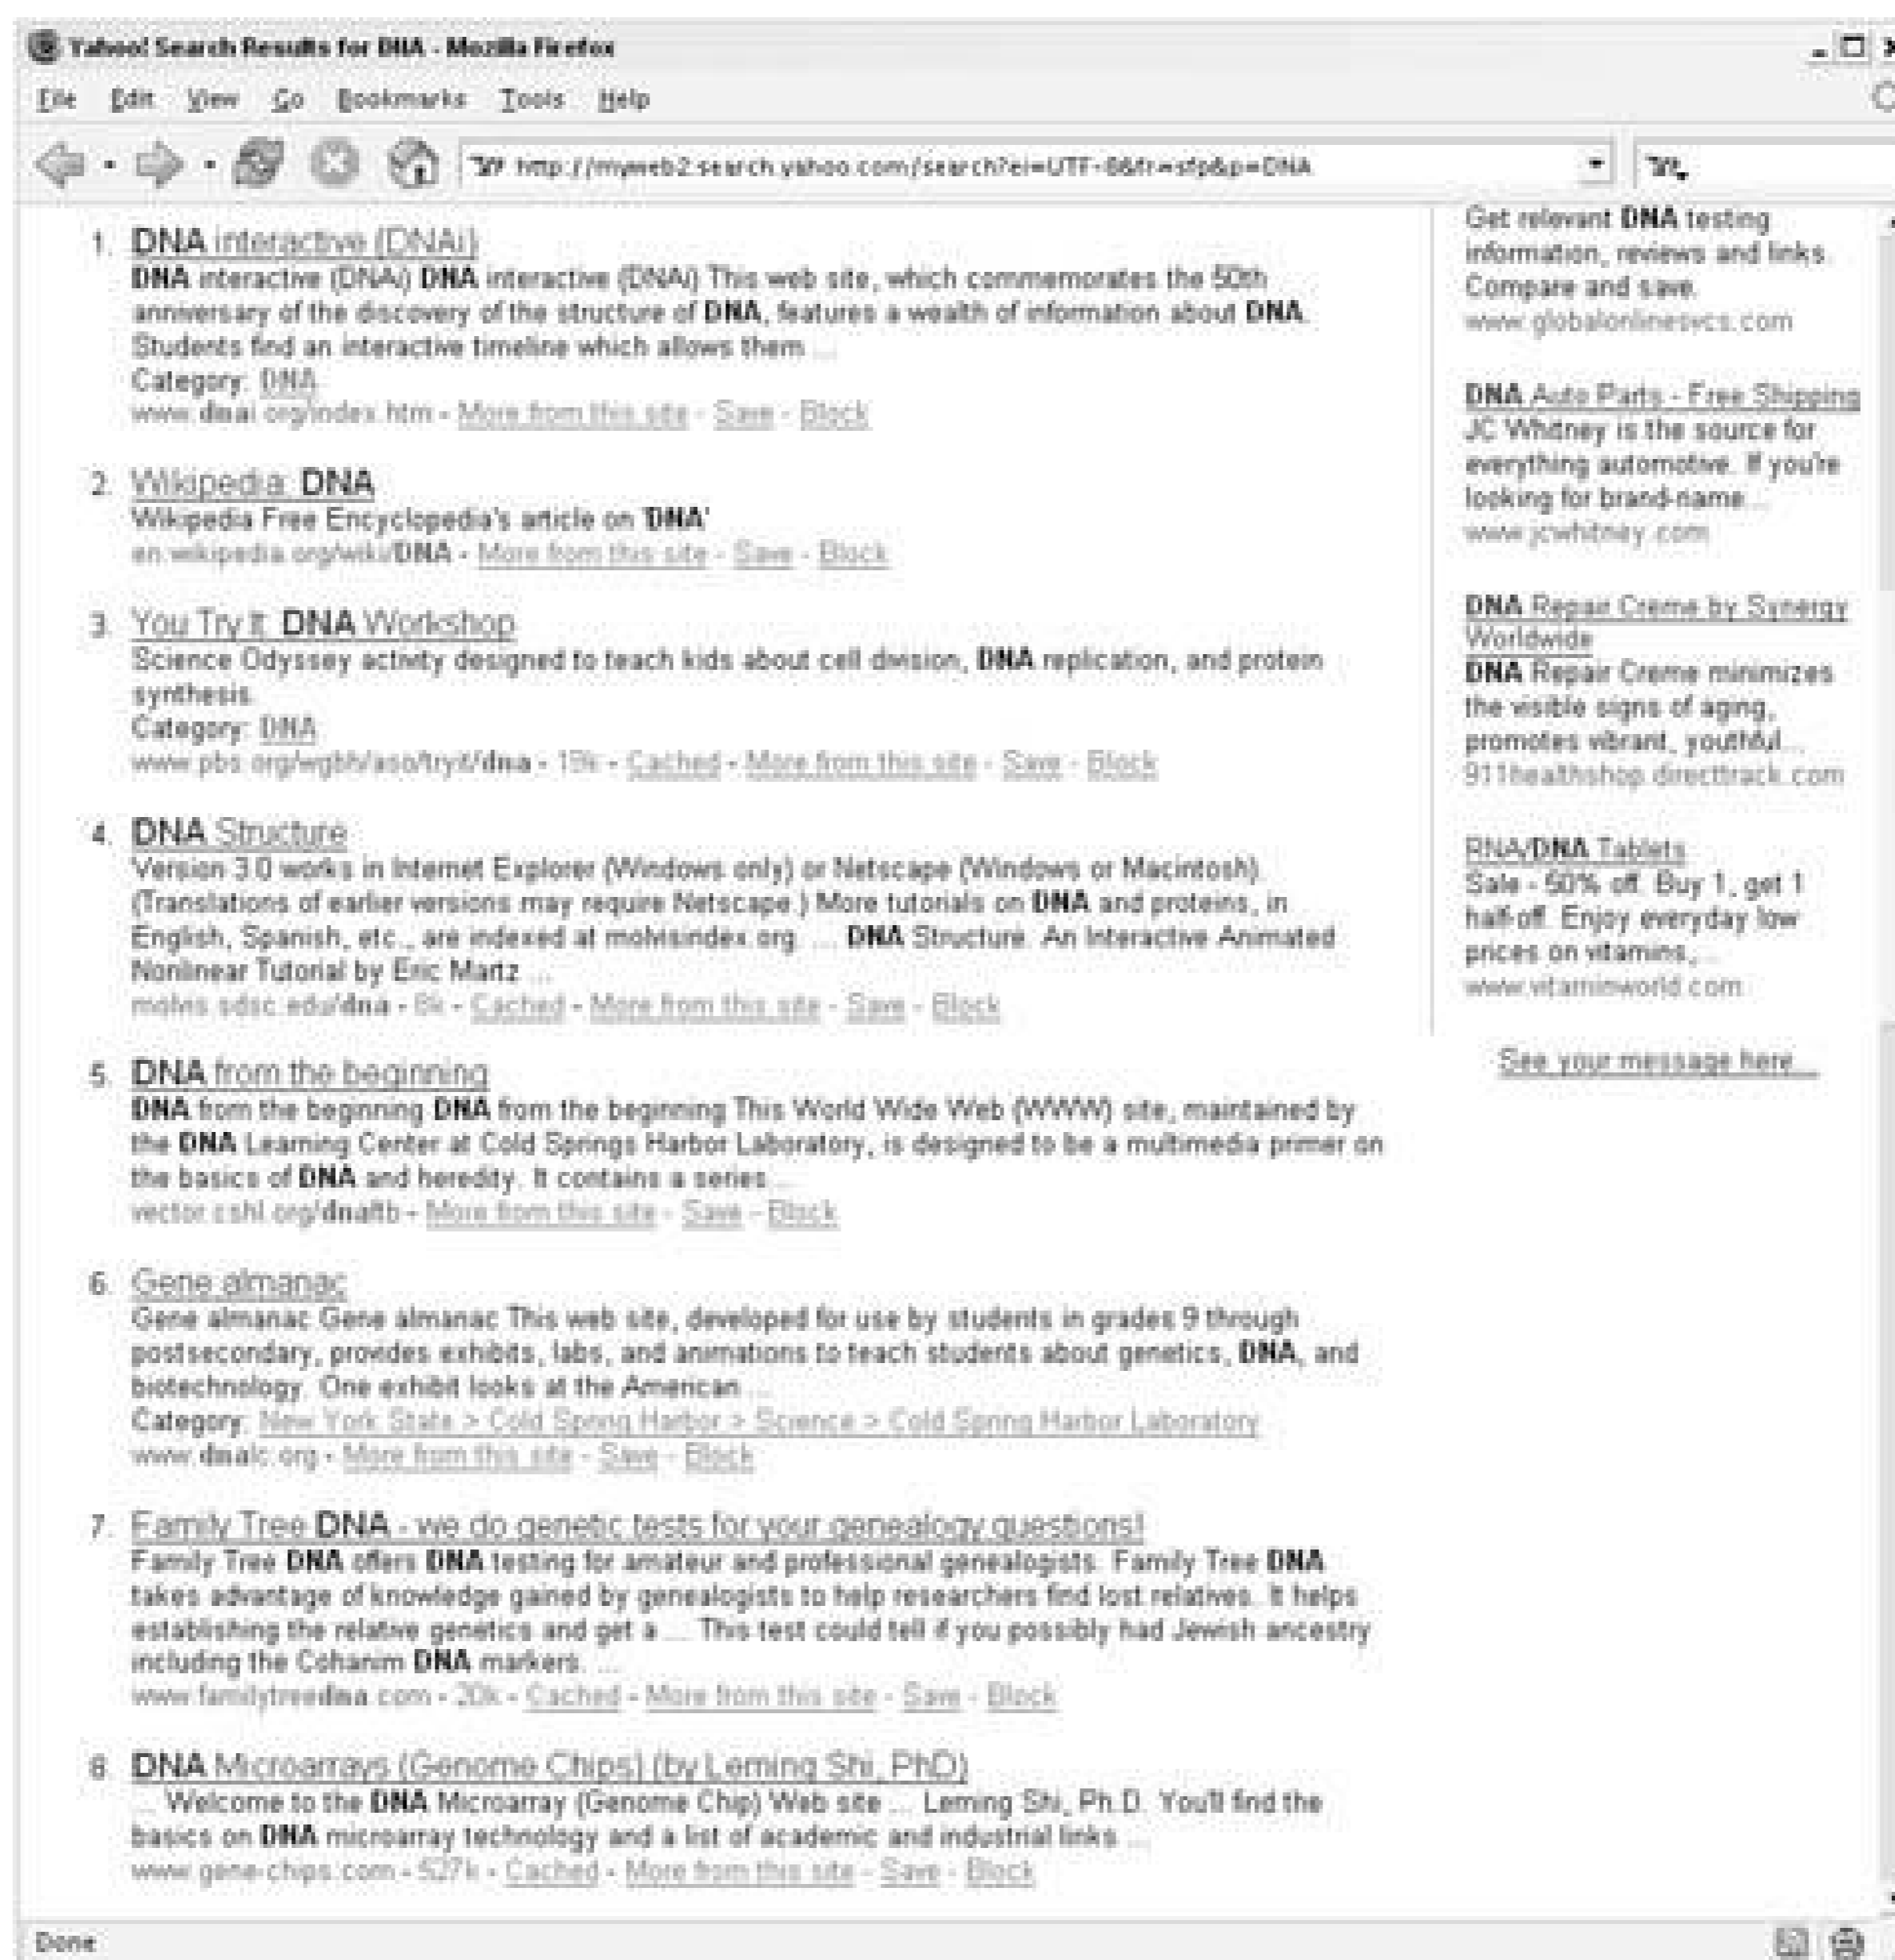 Yahoo! Search Results for DNA - Mozilla Firefox
File Edit View Go Bookmarks Tools Help
http://myweb2.search.yahoo.com/search?ei=UTF-8&fr=sfp&p=DNA
1. DNA interactive (DNAi)
DNA interactive (DNAi) DNA interactive (DNAi) This web site, which commemorates the 50th
anniversary of the discovery of the structure of DNA, features a wealth of information about DNA.
Students find an interactive timeline which allows them ...
Category: DNA
www.dnai.org/index.htm - More from this site - Save - Block
2. Wikipedia: DNA
Wikipedia Free Encyclopedia's article on 'DNA'
en.wikipedia.org/wiki/DNA - More from this site - Save - Block
3. You Try It: DNA Workshop
Science Odyssey activity designed to teach kids about cell division, DNA replication, and protein
synthesis.
Category: DNA
www.pbs.org/wgbh/aso/tryit/dna - 19k - Cached - More from this site - Save - Block
4. DNA Structure
Version 3.0 works in Internet Explorer (Windows only) or Netscape (Windows or Macintosh).
(Translations of earlier versions may require Netscape.) More tutorials on DNA and proteins, in
English, Spanish, etc., are indexed at molvisindex.org. ... DNA Structure. An Interactive Animated
Nonlinear Tutorial by Eric Martz ...
molvis.sdsc.edu/dna - 8k - Cached - More from this site - Save - Block
5. DNA from the beginning
DNA from the beginning DNA from the beginning This World Wide Web (WWW) site, maintained by
the DNA Learning Center at Cold Springs Harbor Laboratory, is designed to be a multimedia primer on
the basics of DNA and heredity. It contains a series ...
vector.cshl.org/dnaftb - More from this site - Save - Block
6. Gene almanac
Gene almanac Gene almanac This web site, developed for use by students in grades 9 through
postsecondary, provides exhibits, labs, and animations to teach students about genetics, DNA, and
biotechnology. One exhibit looks at the American ...
Category: New York State > Cold Spring Harbor > Science > Cold Spring Harbor Laboratory
www.dnalc.org - More from this site - Save - Block
7. Family Tree DNA - we do genetic tests for your genealogy questions!
Family Tree DNA offers DNA testing for amateur and professional genealogists. Family Tree DNA
takes advantage of knowledge gained by genealogists to help researchers find lost relatives. It helps
establishing the relative genetics and get a ... This test could tell if you possibly had Jewish ancestry
including the Cohanim DNA markers. ...
www.familytreedna.com - 20k - Cached - More from this site - Save - Block
8. DNA Microarrays (Genome Chips) (by Leming Shi, PhD)
... Welcome to the DNA Microarray (Genome Chip) Web site ... Leming Shi, Ph.D. You'll find the
basics on DNA microarray technology and a list of academic and industrial links ...
www.gene-chips.com - 527k - Cached - More from this site - Save - Block
Get relevant DNA testing
information, reviews and links.
Compare and save.
www.globalonlinesvcs.com
DNA Auto Parts - Free Shipping
JC Whitney is the source for
everything automotive. If you're
looking for brand-name...
www.jcwhitney.com
DNA Repair Creme by Synergy
Worldwide
DNA Repair Creme minimizes
the visible signs of aging,
promotes vibrant, youthful...
911healthshop.directtrack.com
RNA/DNA Tablets
Sale - 50% off. Buy 1, get 1
half-off. Enjoy everyday low
prices on vitamins,...
www.vitaminworld.com
See your message here...
Done